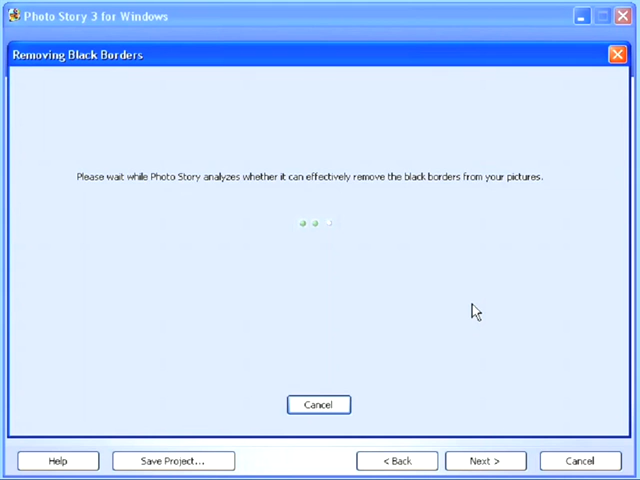 Photo Story 3 for Windows
Removing Black Borders
Please wait while Photo Story analyzes whether it can effectively remove the black borders from your pictures.
Cancel
Help
Save Project...
< Back
Next >
Cancel